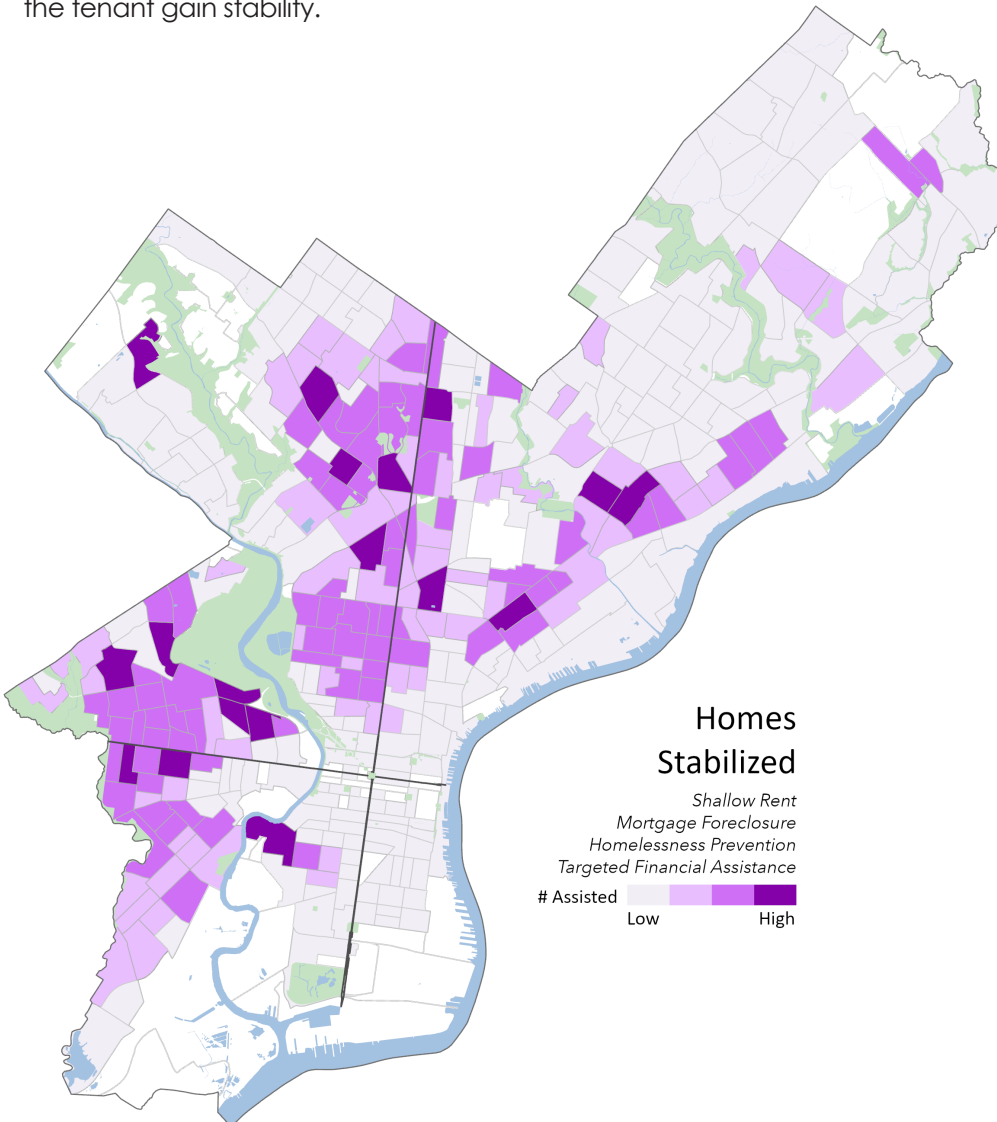 the tenant gain stability.
Homes
Stabilized
Shallow Rent
Mortgage Foreclosure
Homelessness Prevention
Targeted Financial Assistance
# Assisted
Low High